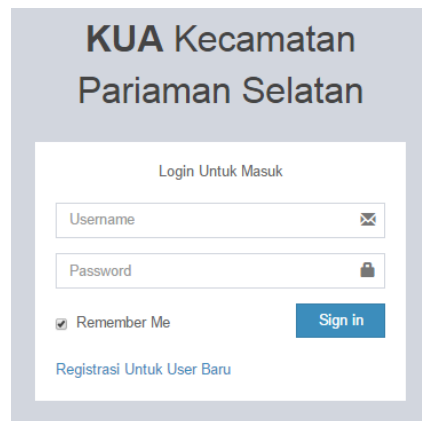 KUA Kecamatan
Pariaman Selatan
Login Untuk Masuk
Username
Password
Remember Me
Sign in
Registrasi Untuk User Baru